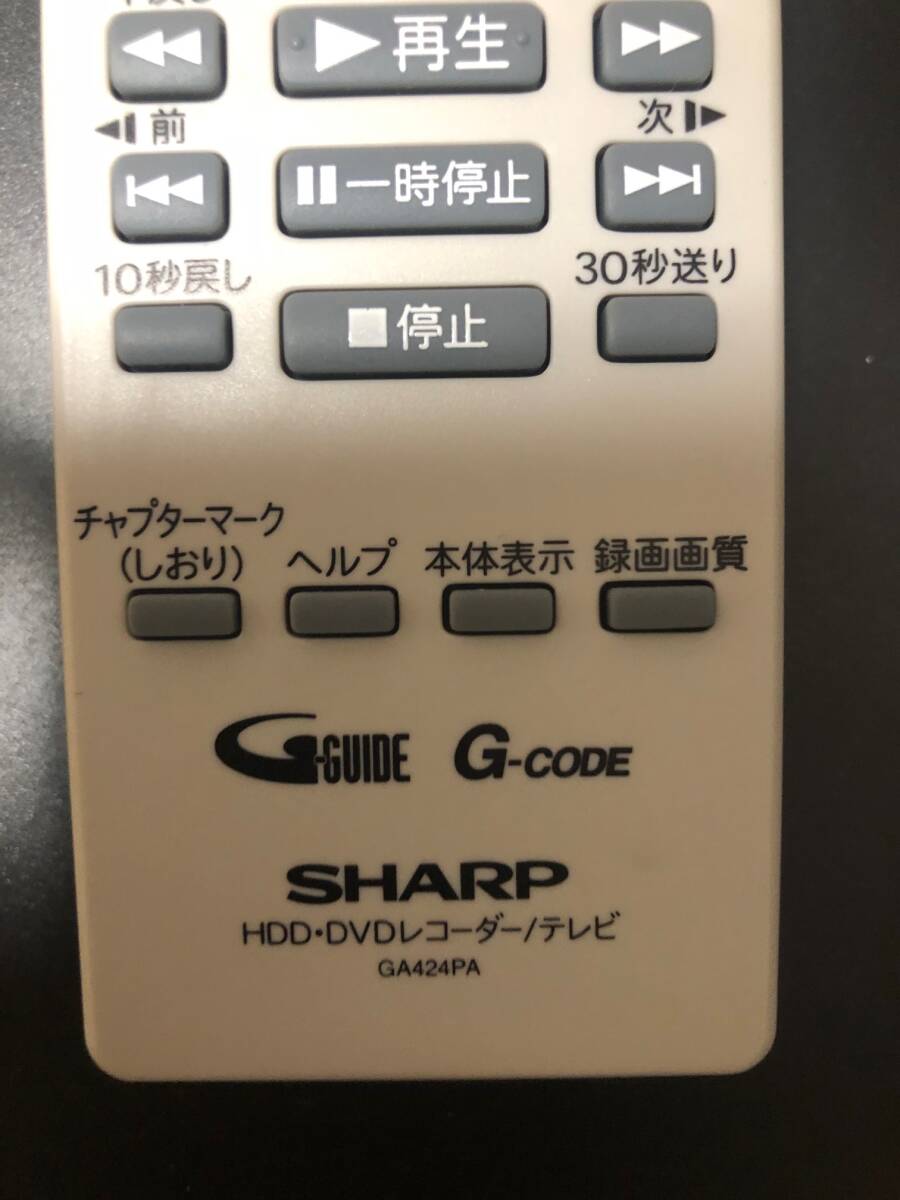 再生
前 次
一時停止
10秒戻し 30秒送り
停止
チャプターマーク
(しおり) ヘルプ 本体表示 録画画質
G-GUIDE G-CODE
SHARP
HDD・DVDレコーダー/テレビ
GA424PA